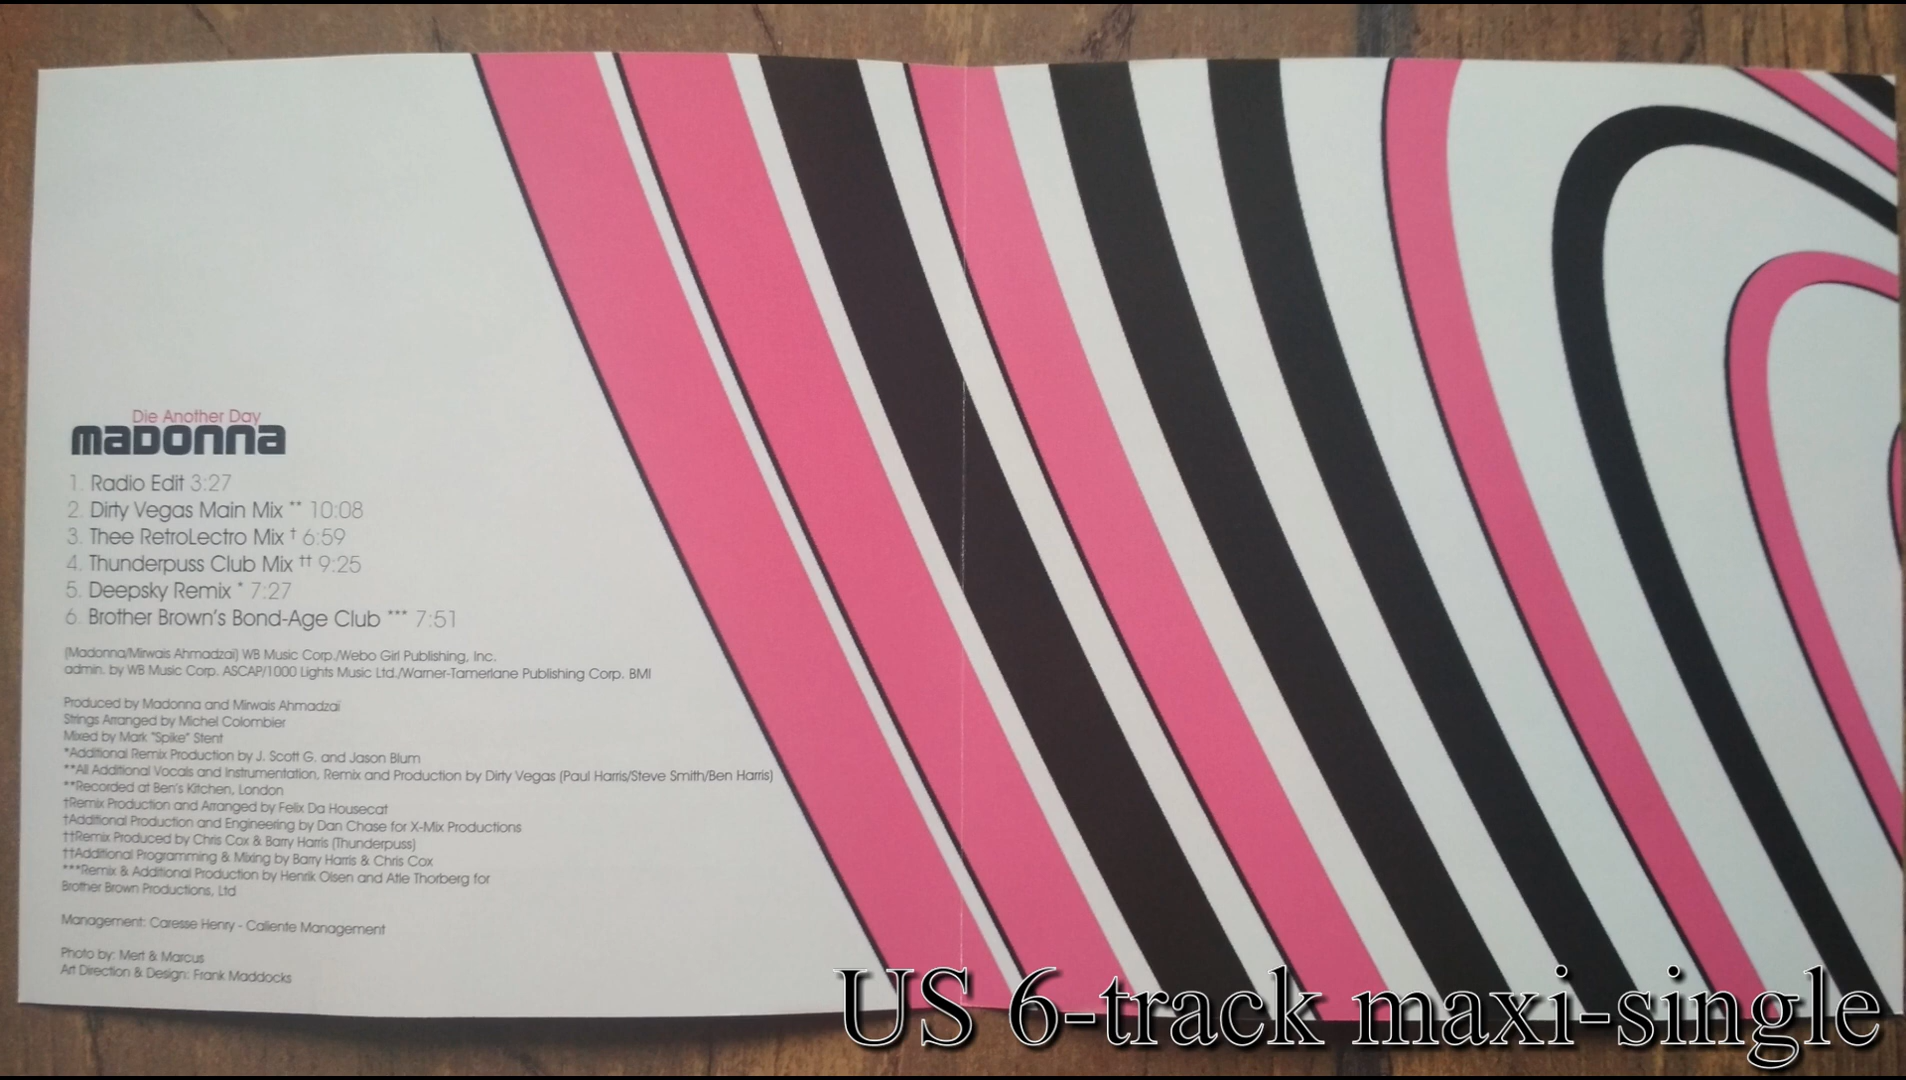 Die Another Day
madonna
1. Radio Edit 3:27
2. Dirty Vegas Main Mix ** 10:08
3. Thee RetroLectro Mix † 6:59
4. Thunderpuss Club Mix †† 9:25
5. Deepsky Remix * 7:27
6. Brother Brown's Bond-Age Club *** 7:51
(Madonna/Mirwais Ahmadzaï) WB Music Corp./Webo Girl Publishing, Inc.
admin. by WB Music Corp. ASCAP/1000 Lights Music Ltd./Warner-Tamerlane Publishing Corp. BMI
Produced by Madonna and Mirwais Ahmadzaï
Strings Arranged by Michel Colombier
Mixed by Mark "Spike" Stent
*Additional Remix Production by J. Scott G. and Jason Blum
**All Additional Vocals and Instrumentation, Remix and Production by Dirty Vegas (Paul Harris/Steve Smith/Ben Harris)
**Recorded at Ben's Kitchen, London
†Remix Production and Arranged by Felix Da Housecat
†Additional Production and Engineering by Dan Chase for X-Mix Productions
††Remix Produced by Chris Cox & Barry Harris (Thunderpuss)
††Additional Programming & Mixing by Barry Harris & Chris Cox
***Remix & Additional Production by Henrik Olsen and Atle Thorberg for
Brother Brown Productions, Ltd
Management: Caresse Henry - Caliente Management
Photo by: Mert & Marcus
Art Direction & Design: Frank Maddocks
US 6-track maxi-single